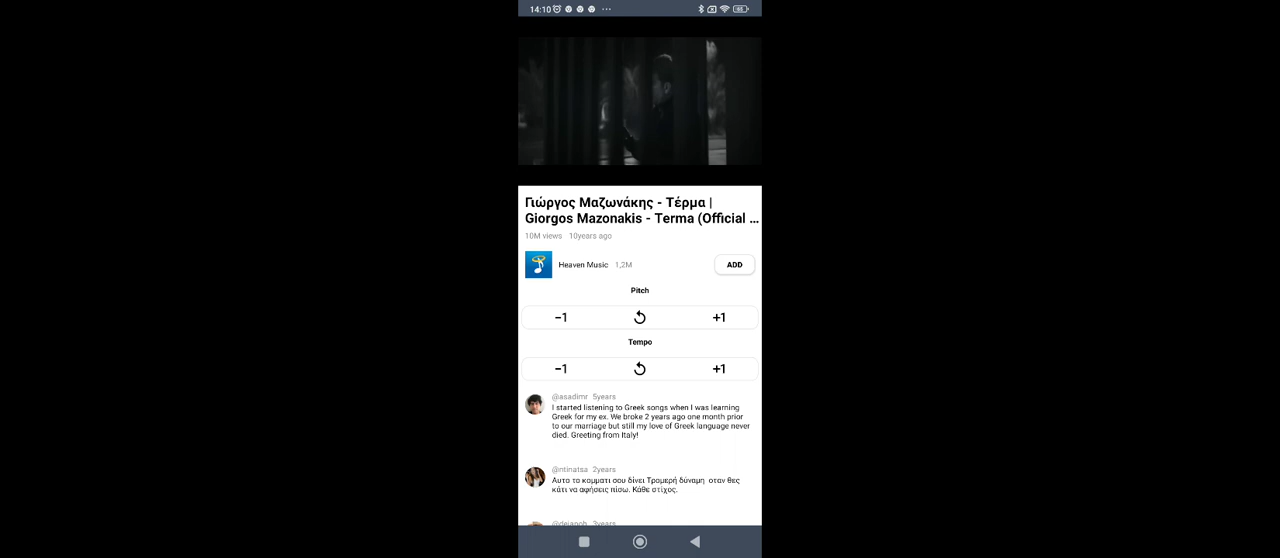 14:10
Γιώργος Μαζωνάκης - Τέρμα |
Giorgos Mazonakis - Terma (Official ...
10M views 10years ago
Heaven Music 1,2M
ADD
Pitch
−1 +1
Tempo
−1 +1
@asadimr 5years
I started listening to Greek songs when I was learning
Greek for my ex. We broke 2 years ago one month prior
to our marriage but still my love of Greek language never
died. Greeting from Italy!
@ntinatsa 2years
Αυτο το κομματι σου δίνει Τρομερή δύναμη οταν θες
κάτι να αφήσεις πίσω. Κάθε στίχος.
@dejanoh 3years